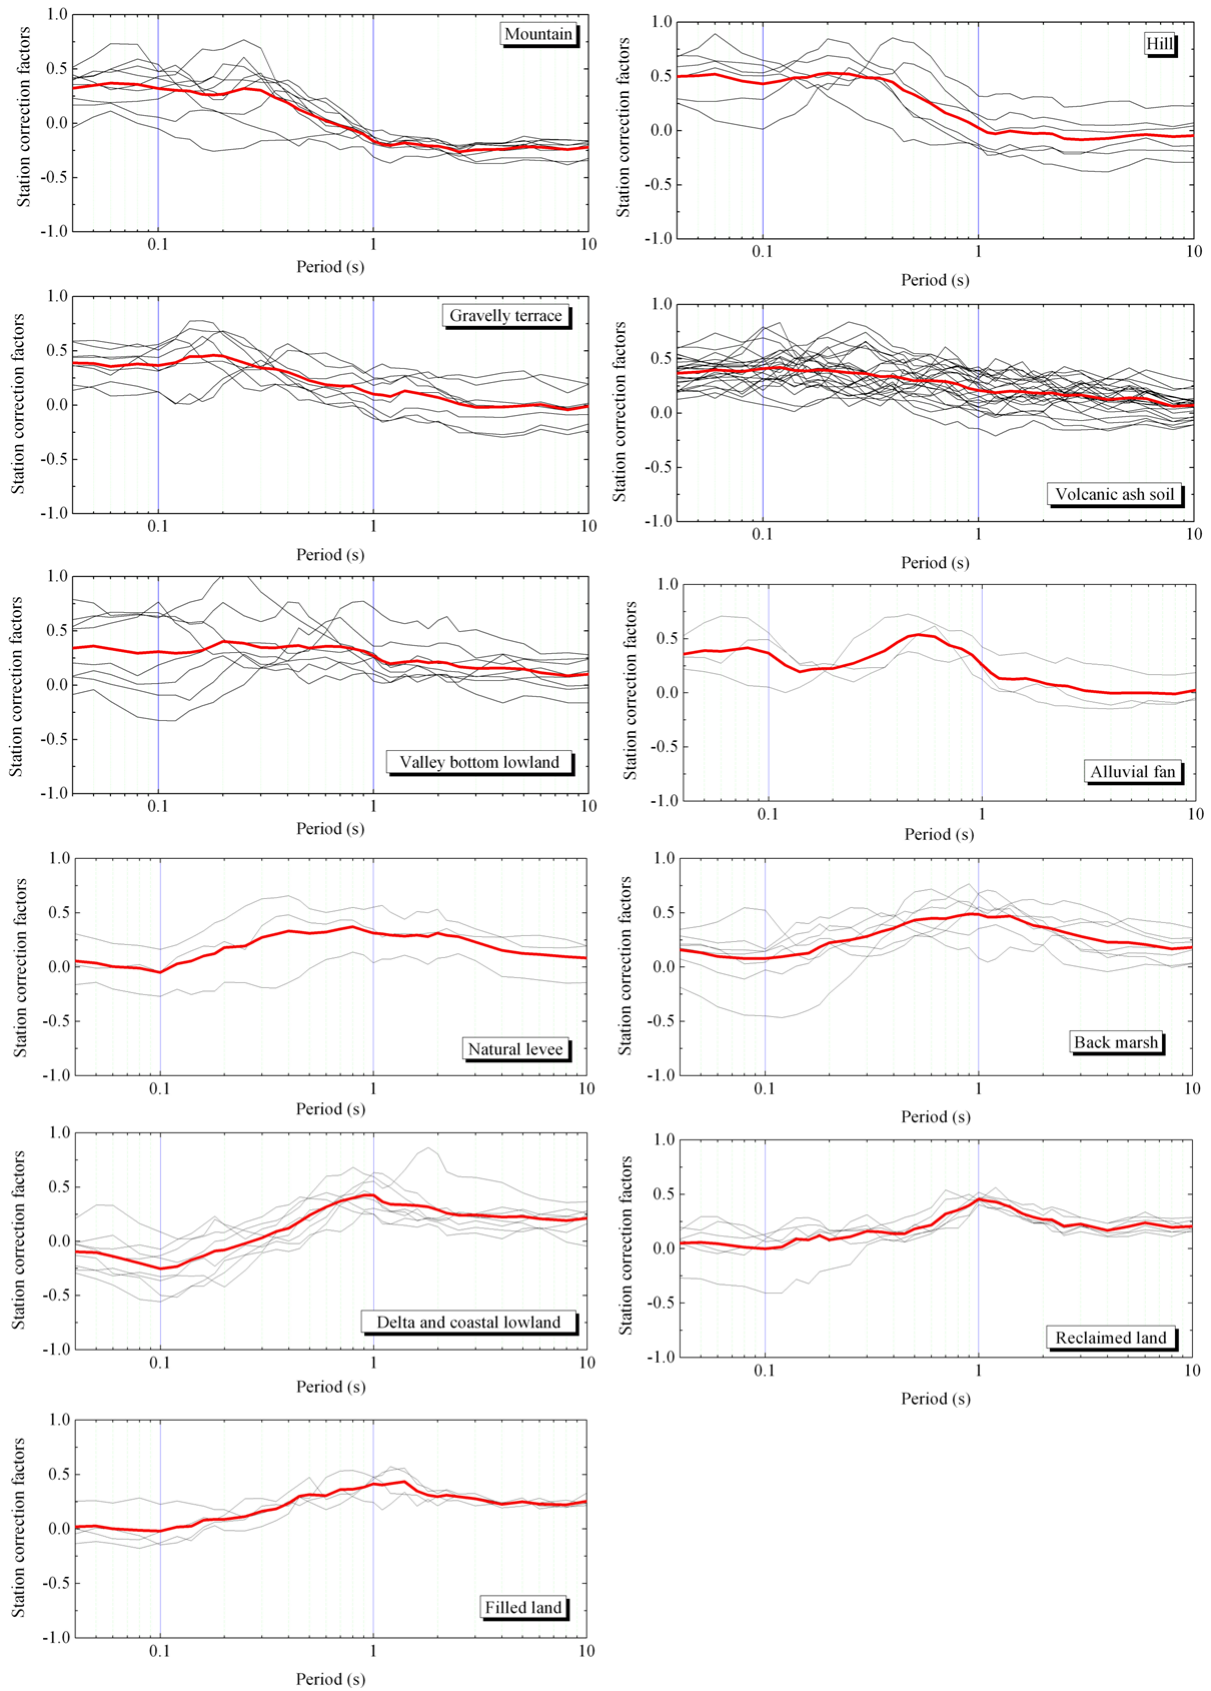 Mountain
Station correction factors
1.0
0.5
0.0
-0.5
-1.0
0.1
1
10
Period (s)
Hill
Station correction factors
1.0
0.5
0.0
-0.5
-1.0
0.1
1
10
Period (s)
Gravelly terrace
Station correction factors
1.0
0.5
0.0
-0.5
-1.0
0.1
1
10
Period (s)
Volcanic ash soil
Station correction factors
1.0
0.5
0.0
-0.5
-1.0
0.1
1
10
Period (s)
Valley bottom lowland
Station correction factors
1.0
0.5
0.0
-0.5
-1.0
0.1
1
10
Period (s)
Alluvial fan
Station correction factors
1.0
0.5
0.0
-0.5
-1.0
0.1
1
10
Period (s)
Natural levee
Station correction factors
1.0
0.5
0.0
-0.5
-1.0
0.1
1
10
Period (s)
Back marsh
Station correction factors
1.0
0.5
0.0
-0.5
-1.0
0.1
1
10
Period (s)
Delta and coastal lowland
Station correction factors
1.0
0.5
0.0
-0.5
-1.0
0.1
1
10
Period (s)
Reclaimed land
Station correction factors
1.0
0.5
0.0
-0.5
-1.0
0.1
1
10
Period (s)
Filled land
Station correction factors
1.0
0.5
0.0
-0.5
-1.0
0.1
1
10
Period (s)